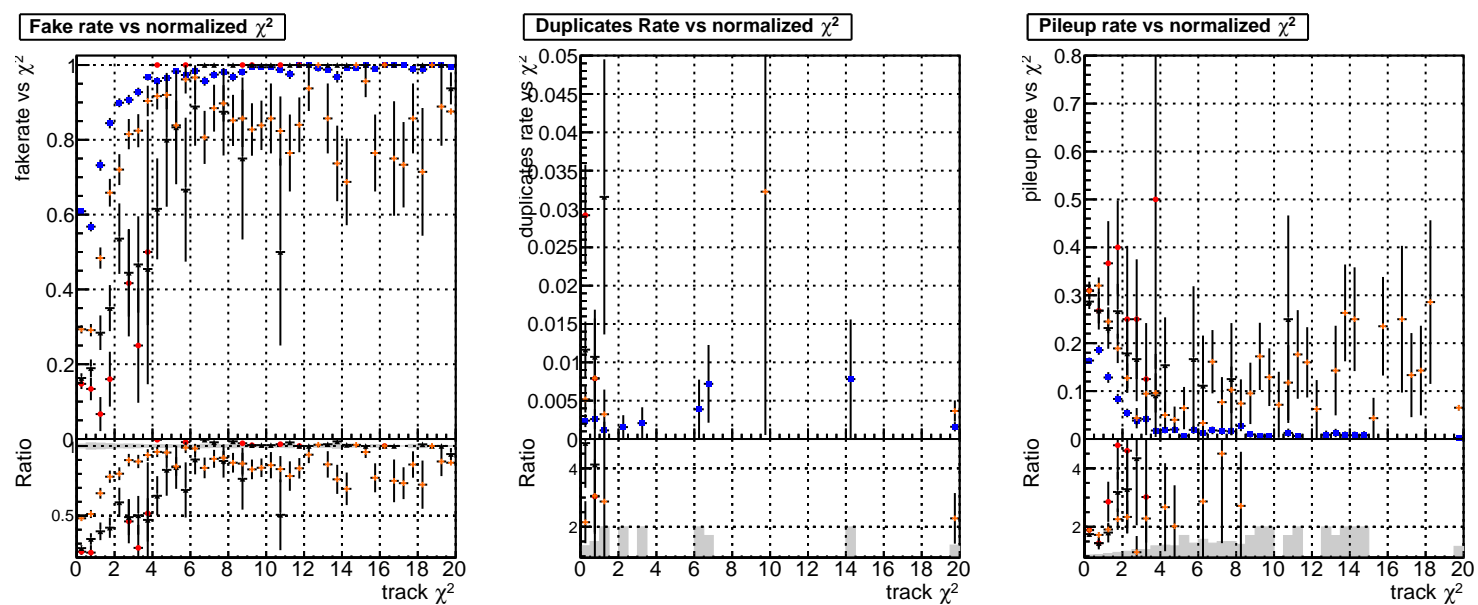 Fake rate vs normalized χ²
fakerate vs χ²
1
0.8
0.6
0.4
0.2
0
Ratio
1
0.5
0 2 4 6 8 10 12 14 16 18 20
track χ²
Duplicates Rate vs normalized χ²
duplicates rate vs χ²
0.05
0.045
0.04
0.035
0.03
0.025
0.02
0.015
0.01
0.005
0
Ratio
4
2
0 2 4 6 8 10 12 14 16 18 20
track χ²
Pileup rate vs normalized χ²
pileup rate vs χ²
0.8
0.7
0.6
0.5
0.4
0.3
0.2
0.1
0
Ratio
4
2
0 2 4 6 8 10 12 14 16 18 20
track χ²